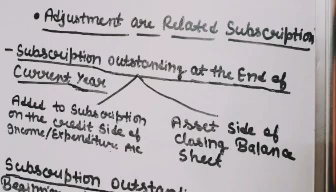 • Adjustment are Related Subscription
- Subscription outstanding at the End of
Current Year
Added to Subscription
on the credit side of
Income/Expenditure A/c
Asset Side of
Closing Balance
Sheet
Subscription
Beginni